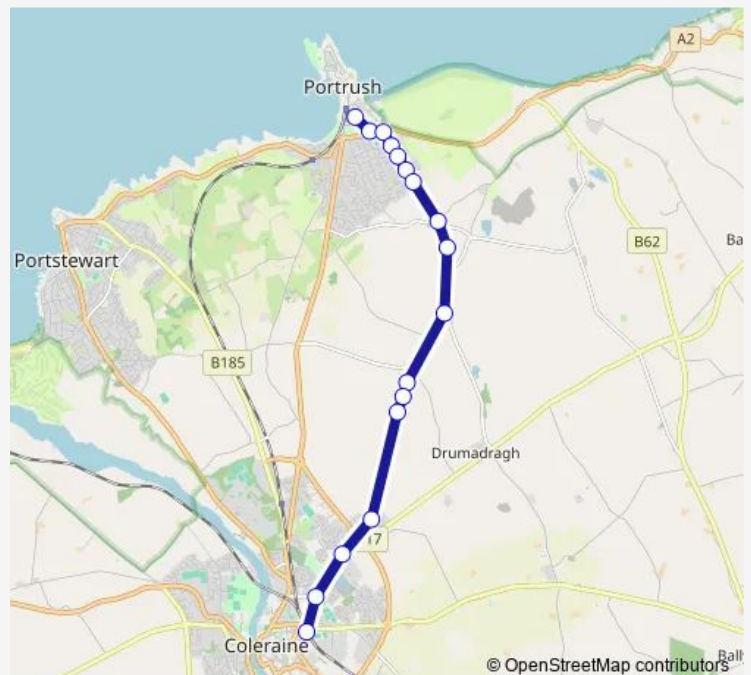 A2
Portrush
B62
Ba
Portstewart
B185
Drumadragh
17
Coleraine
Ball
© OpenStreetMap contributors